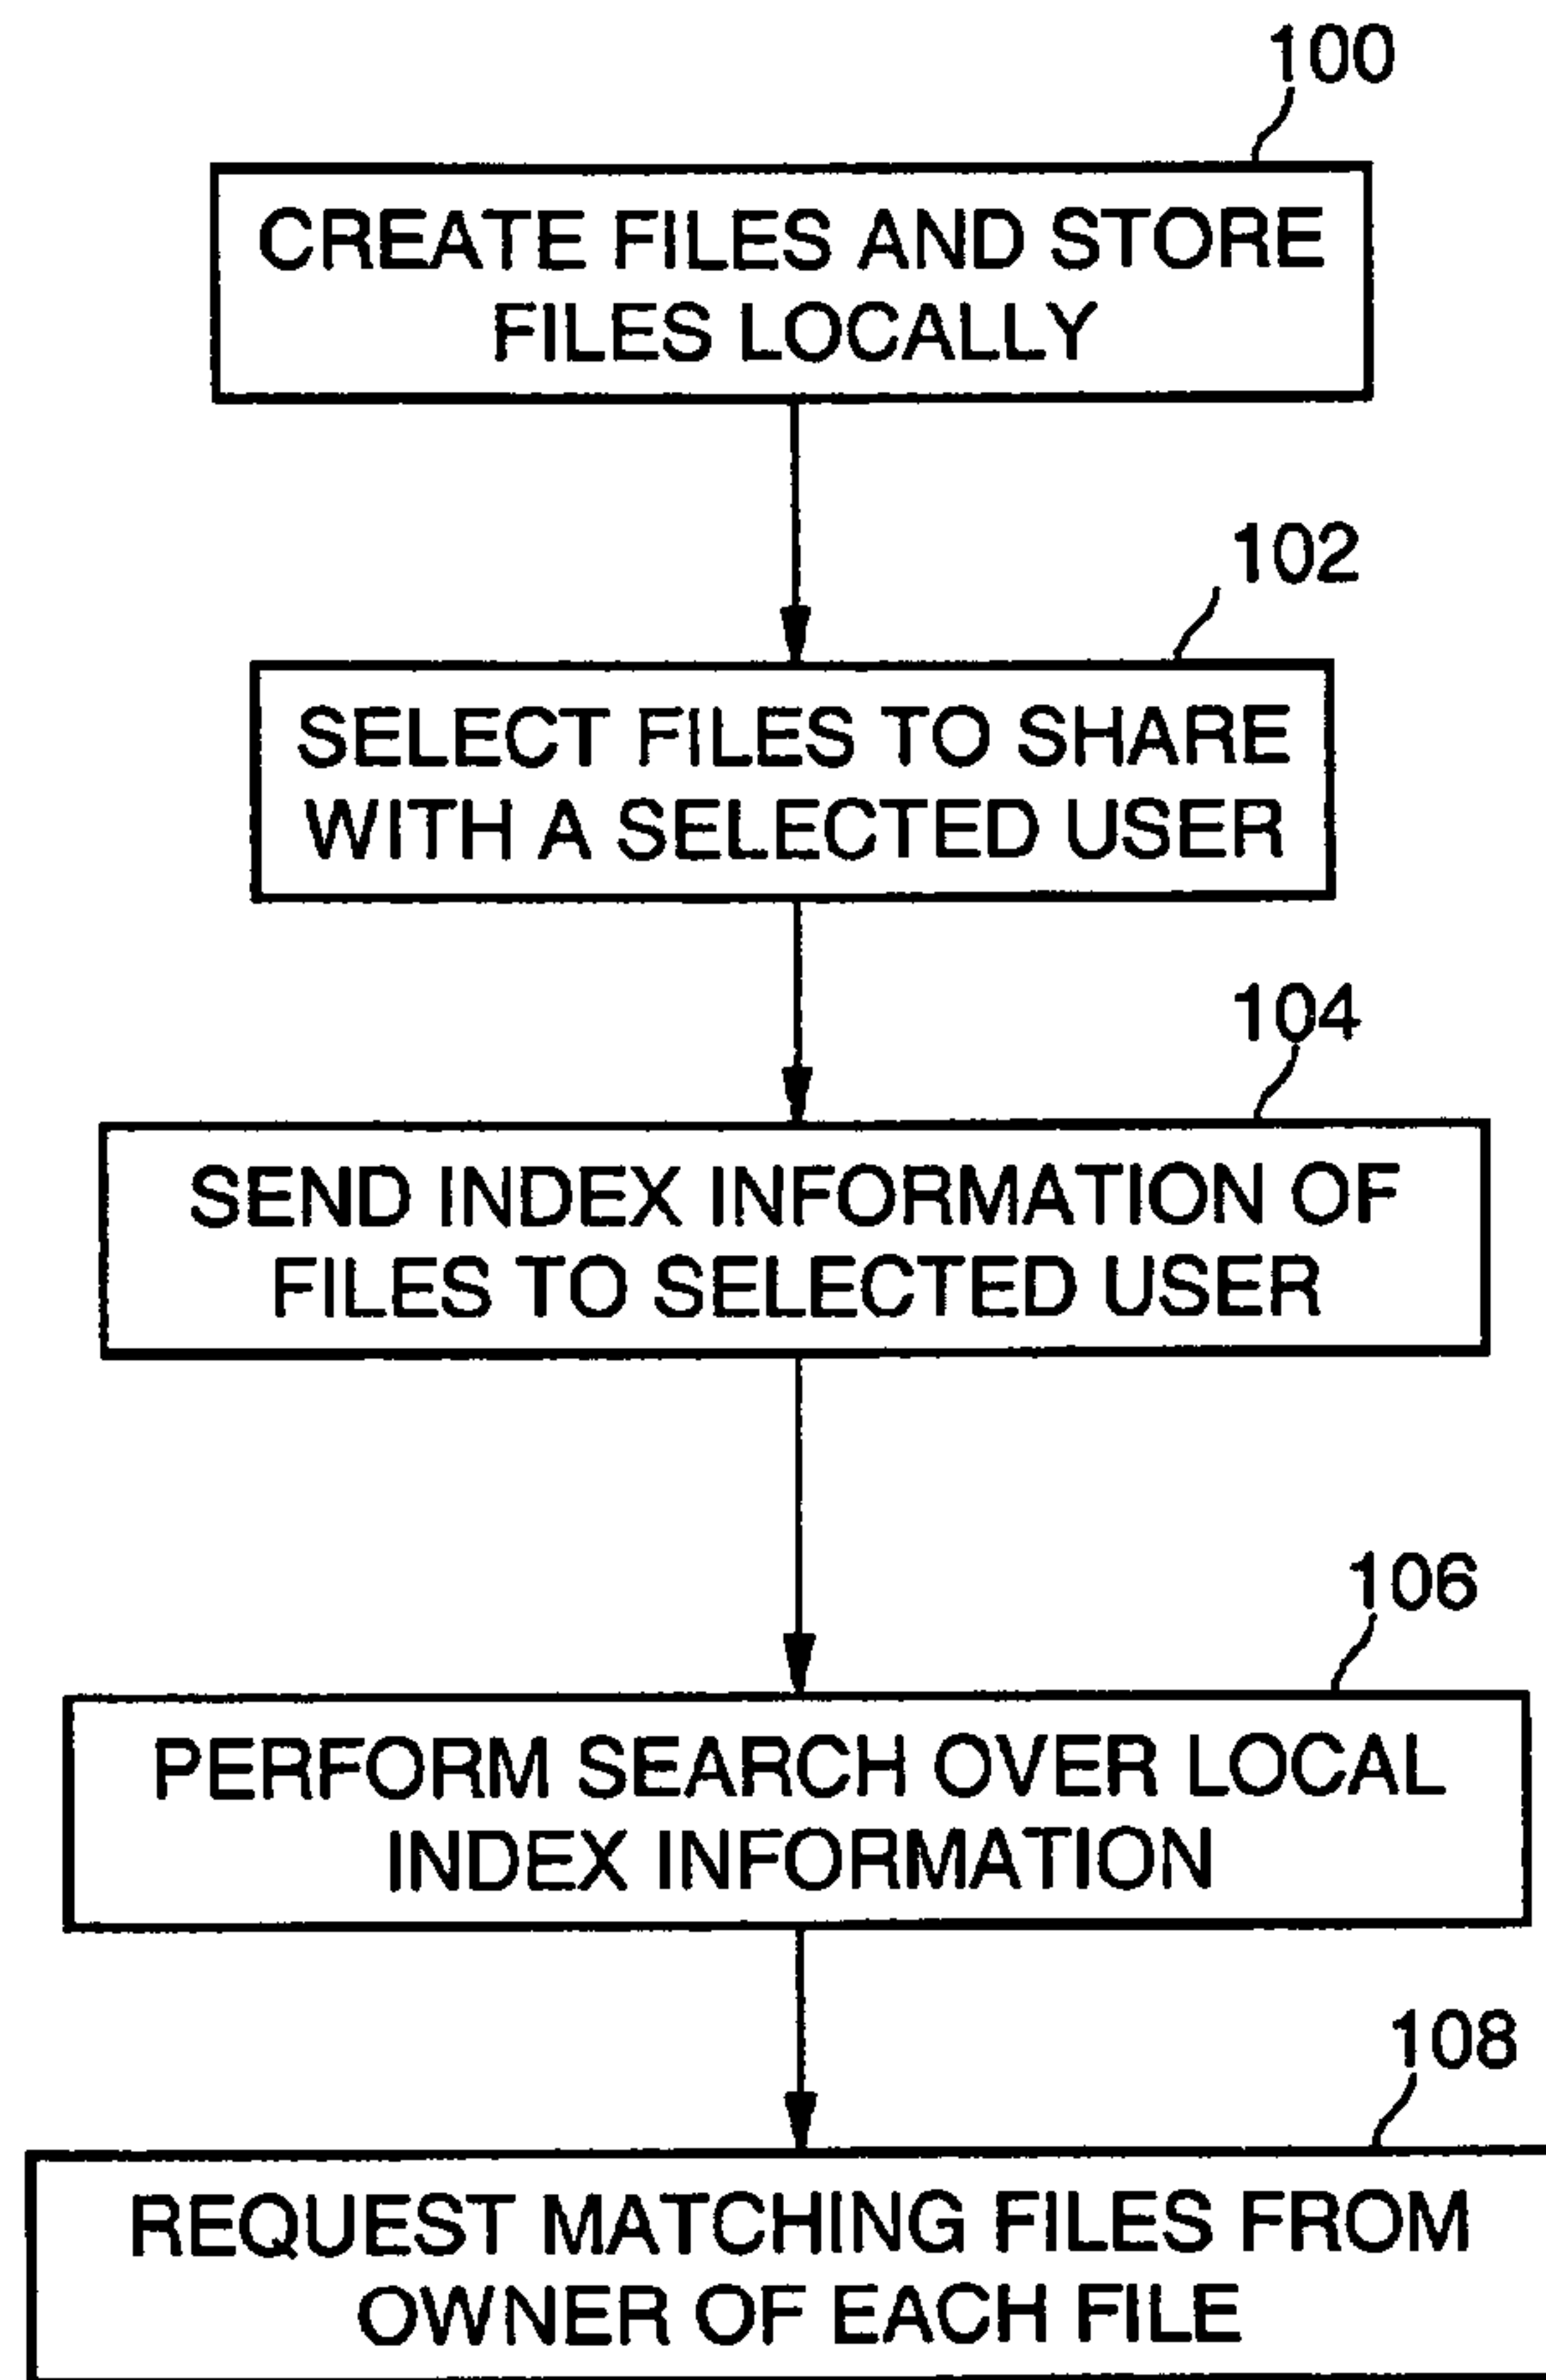 100
CREATE FILES AND STORE
FILES LOCALLY
102
SELECT FILES TO SHARE
WITH A SELECTED USER
104
SEND INDEX INFORMATION OF
FILES TO SELECTED USER
106
PERFORM SEARCH OVER LOCAL
INDEX INFORMATION
108
REQUEST MATCHING FILES FROM
OWNER OF EACH FILE